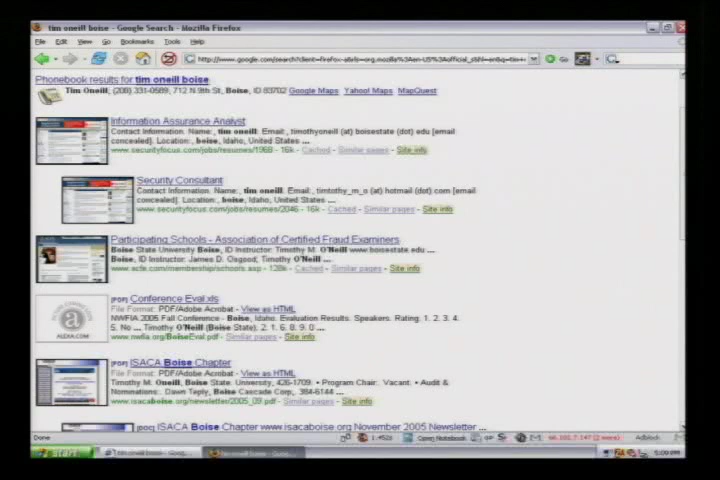 tim oneill boise - Google Search - Mozilla Firefox
File Edit View Go Bookmarks Tools Help
Phonebook results for tim oneill boise
Tim Oneill, (208) 331-0589, 712 N 9th St, Boise, ID 83702 Google Maps Yahoo! Maps MapQuest
Information Assurance Analyst
Contact Information. Name:, tim oneill. Email:, timothyoneill (at) boisestate (dot) edu [email
concealed]. Location:, boise, Idaho, United States ...
www.securityfocus.com/jobs/resumes/1968 - 16k - Cached - Similar pages - Site info
Security Consultant
Contact Information. Name:, tim oneill. Email:, timtothy_m_o (at) hotmail (dot) com [email
concealed]. Location:, boise, Idaho, United States ...
www.securityfocus.com/jobs/resumes/2046 - 16k - Cached - Similar pages - Site info
Participating Schools - Association of Certified Fraud Examiners
Boise State University Boise, ID Instructor: Timothy M. O'Neill www.boisestate.edu ...
Boise, ID Instructor: James D. Osgood; Timothy O'Neill ...
www.acfe.com/membership/schools.asp - 128k - Cached - Similar pages - Site info
[PDF] Conference Eval.xls
File Format: PDF/Adobe Acrobat - View as HTML
NWFIA 2005 Fall Conference - Boise, Idaho. Evaluation Results. Speakers. Rating: 1. 2. 3. 4.
5. No ... Timothy O'Neill (Boise State); 2. 1. 6. 8. 9. 0 ...
www.nwfia.org/BoiseEval.pdf - Similar pages - Site info
ALEXA.COM
[PDF] ISACA Boise Chapter
File Format: PDF/Adobe Acrobat - View as HTML
Timothy M. Oneill, Boise State. University, 426-1709. • Program Chair: Vacant. • Audit &
Nominations:. Dawn Teply, Boise Cascade Corp., 384-6144 ...
www.isacaboise.org/newsletter/2005_09.pdf - Similar pages - Site info
ISACA Boise Chapter www.isacaboise.org November 2005 Newsletter ...
Done Open Notebook Adblock
start tim oneill boise - Goog... 5:00 PM